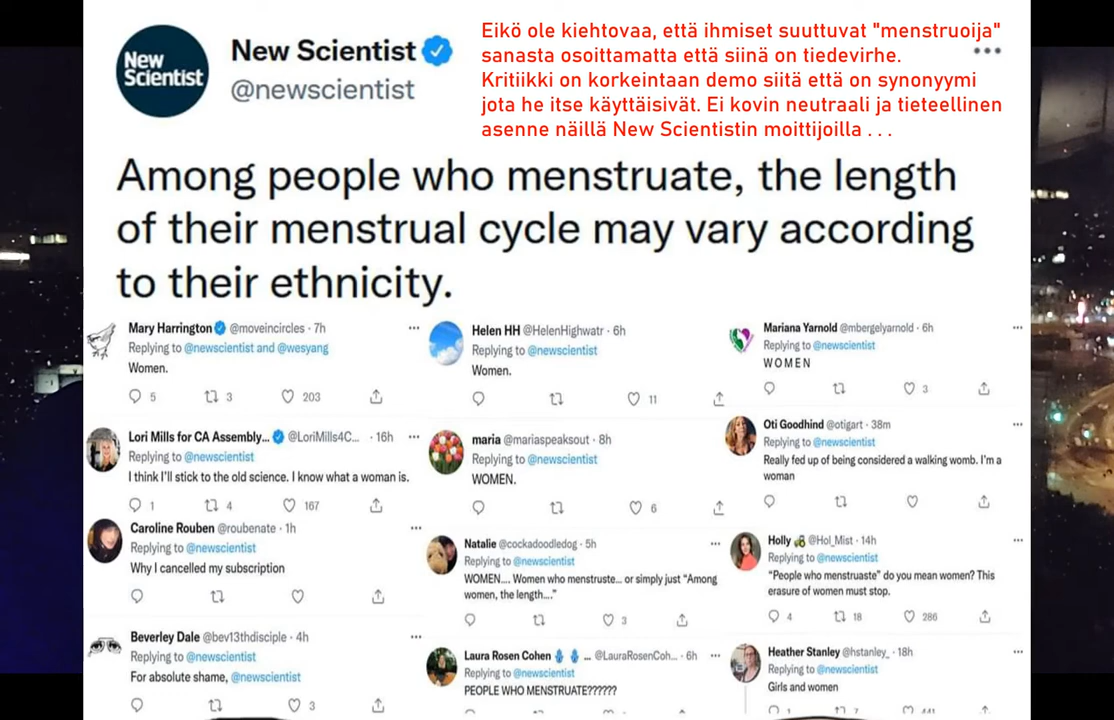 New
Scientist
New Scientist
@newscientist
Eikö ole kiehtovaa, että ihmiset suuttuvat "menstruoija"
sanasta osoittamatta että siinä on tiedevirhe.
Kritiikki on korkeintaan demo siitä että on synonyymi
jota he itse käyttäisivät. Ei kovin neutraali ja tieteellinen
asenne näillä New Scientistin moittijoilla . . .
Among people who menstruate, the length
of their menstrual cycle may vary according
to their ethnicity.
Mary Harrington @moveincircles · 7h
Replying to @newscientist and @wesyang
Women.
5 3 203
Lori Mills for CA Assembly... @LoriMills4C... · 16h
Replying to @newscientist
I think I'll stick to the old science. I know what a woman is.
1 4 167
Caroline Rouben @roubenate · 1h
Replying to @newscientist
Why I cancelled my subscription
Beverley Dale @bev13thdisciple · 4h
Replying to @newscientist
For absolute shame, @newscientist
3
Helen HH @HelenHighwatr · 6h
Replying to @newscientist
Women.
11
maria @mariaspeaksout · 8h
Replying to @newscientist
WOMEN.
6
Natalie @cockadoodledog · 5h
Replying to @newscientist
WOMEN.... Women who menstruste... or simply just "Among
women, the length...."
3
Laura Rosen Cohen ... @LauraRosenCoh... · 6h
Replying to @newscientist
PEOPLE WHO MENSTRUATE??????
Mariana Yarnold @mbergelyarnold · 6h
Replying to @newscientist
W O M E N
3
Oti Goodhind @otigart · 38m
Replying to @newscientist
Really fed up of being considered a walking womb. I'm a
woman
Holly @Hol_Mist · 14h
Replying to @newscientist
"People who menstruaste" do you mean women? This
erasure of women must stop.
4 18 286
Heather Stanley @hstanley_ · 18h
Replying to @newscientist
Girls and women
1 7 441